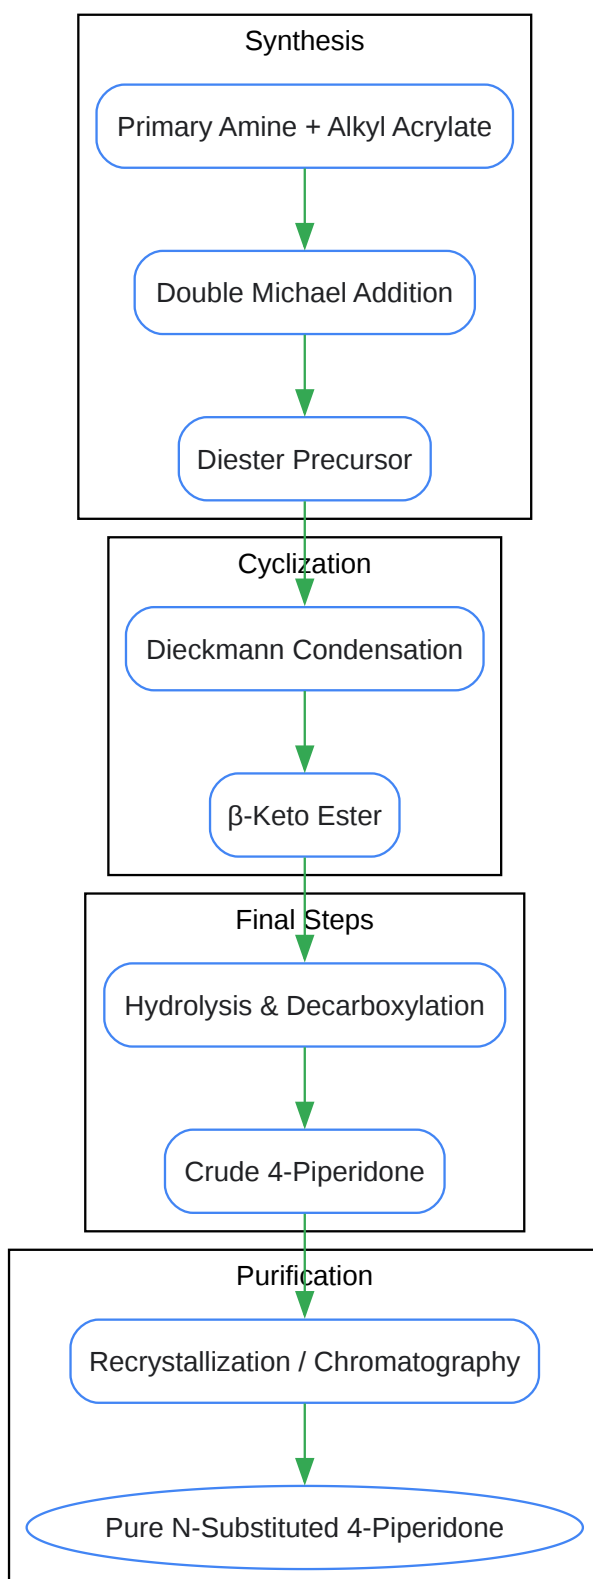 Synthesis
Primary Amine + Alkyl Acrylate
Double Michael Addition
Diester Precursor
Cyclization
Dieckmann Condensation
β-Keto Ester
Final Steps
Hydrolysis & Decarboxylation
Crude 4-Piperidone
Purification
Recrystallization / Chromatography
Pure N-Substituted 4-Piperidone